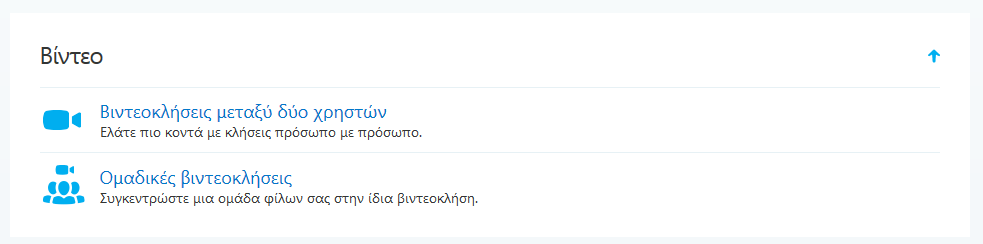 Βίντεο
Βιντεοκλήσεις μεταξύ δύο χρηστών
Ελάτε πιο κοντά με κλήσεις πρόσωπο με πρόσωπο.
Ομαδικές βιντεοκλήσεις
Συγκεντρώστε μια ομάδα φίλων σας στην ίδια βιντεοκλήση.